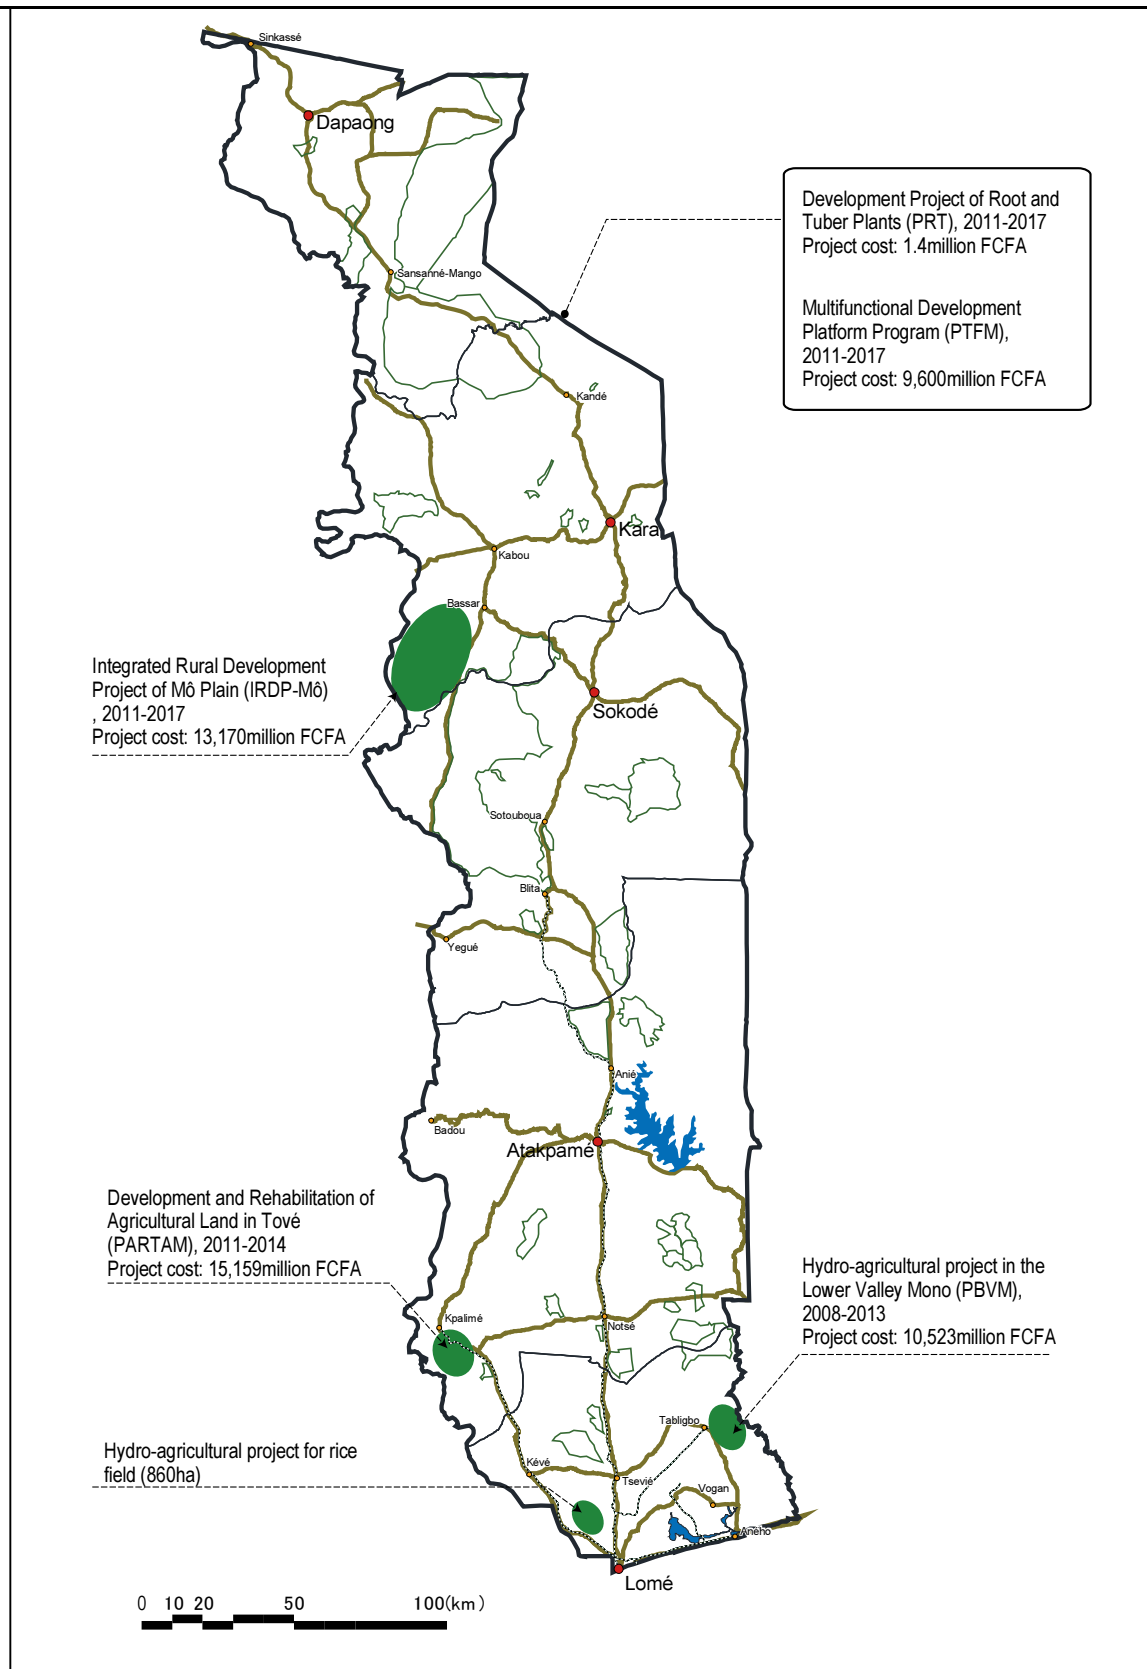 Sinkassé
Dapaong
Development Project of Root and
Tuber Plants (PRT), 2011-2017
Project cost: 1.4million FCFA
Multifunctional Development
Platform Program (PTFM),
2011-2017
Project cost: 9,600million FCFA
Sansanné-Mango
Kandé
Kara
Kabou
Bassar
Integrated Rural Development
Project of Mô Plain (IRDP-Mô)
, 2011-2017
Project cost: 13,170million FCFA
Sokodé
Sotouboua
Blita
Yegué
Anié
Badou
Atakpamé
Development and Rehabilitation of
Agricultural Land in Tové
(PARTAM), 2011-2014
Project cost: 15,159million FCFA
Hydro-agricultural project in the
Lower Valley Mono (PBVM),
2008-2013
Project cost: 10,523million FCFA
Kpalimé
Notsé
Tabligbo
Hydro-agricultural project for rice
field (860ha)
Kévé
Tsevié
Vogan
Aného
Lomé
0 10 20 50 100(km)